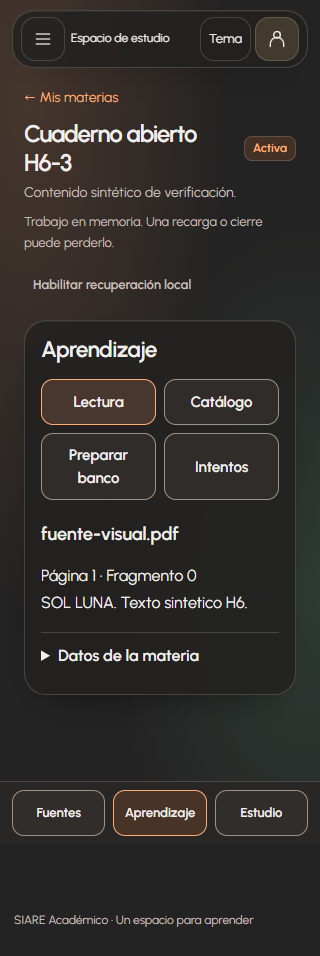 Espacio de estudio
Tema
← Mis materias
Cuaderno abierto
H6-3
Activa
Contenido sintético de verificación.
Trabajo en memoria. Una recarga o cierre
puede perderlo.
Habilitar recuperación local
Aprendizaje
Lectura
Catálogo
Preparar
banco
Intentos
fuente-visual.pdf
Página 1 · Fragmento 0
SOL LUNA. Texto sintetico H6.
▶ Datos de la materia
Fuentes
Aprendizaje
Estudio
SIARE Académico · Un espacio para aprender